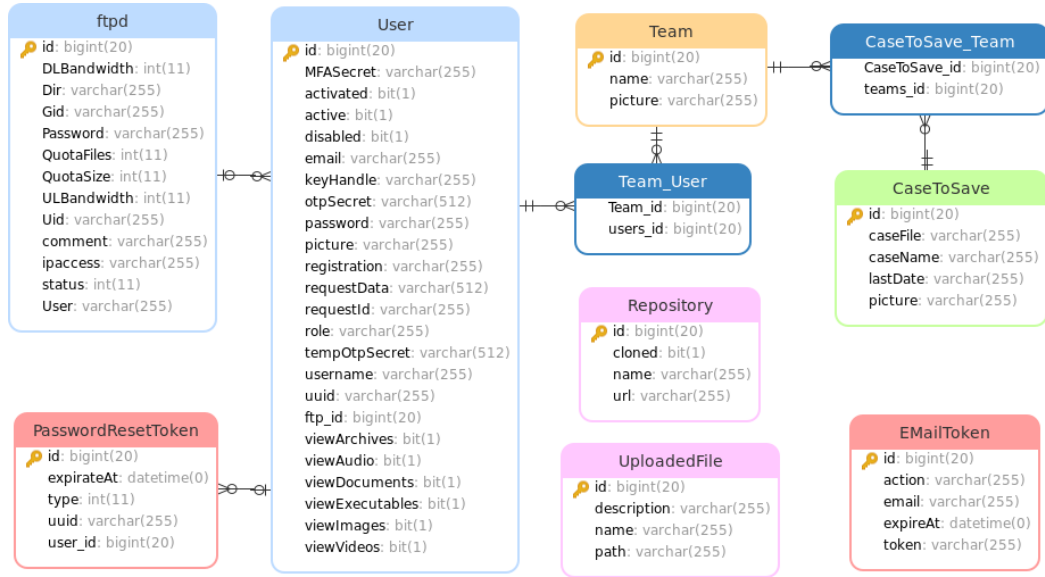 ftpd
id: bigint(20)
DLBandwidth: int(11)
Dir: varchar(255)
Gid: varchar(255)
Password: varchar(255)
QuotaFiles: int(11)
QuotaSize: int(11)
ULBandwidth: int(11)
Uid: varchar(255)
comment: varchar(255)
ipaccess: varchar(255)
status: int(11)
User: varchar(255)
User
id: bigint(20)
MFASecret: varchar(255)
activated: bit(1)
active: bit(1)
disabled: bit(1)
email: varchar(255)
keyHandle: varchar(255)
otpSecret: varchar(512)
password: varchar(255)
picture: varchar(255)
registration: varchar(255)
requestData: varchar(512)
requestId: varchar(255)
role: varchar(255)
tempOtpSecret: varchar(512)
username: varchar(255)
uuid: varchar(255)
ftp_id: bigint(20)
viewArchives: bit(1)
viewAudio: bit(1)
viewDocuments: bit(1)
viewExecutables: bit(1)
viewImages: bit(1)
viewVideos: bit(1)
Team
id: bigint(20)
name: varchar(255)
picture: varchar(255)
CaseToSave_Team
CaseToSave_id: bigint(20)
teams_id: bigint(20)
Team_User
Team_id: bigint(20)
users_id: bigint(20)
CaseToSave
id: bigint(20)
caseFile: varchar(255)
caseName: varchar(255)
lastDate: varchar(255)
picture: varchar(255)
Repository
id: bigint(20)
cloned: bit(1)
name: varchar(255)
url: varchar(255)
PasswordResetToken
id: bigint(20)
expirateAt: datetime(0)
type: int(11)
uuid: varchar(255)
user_id: bigint(20)
UploadedFile
id: bigint(20)
description: varchar(255)
name: varchar(255)
path: varchar(255)
EMailToken
id: bigint(20)
action: varchar(255)
email: varchar(255)
expireAt: datetime(0)
token: varchar(255)